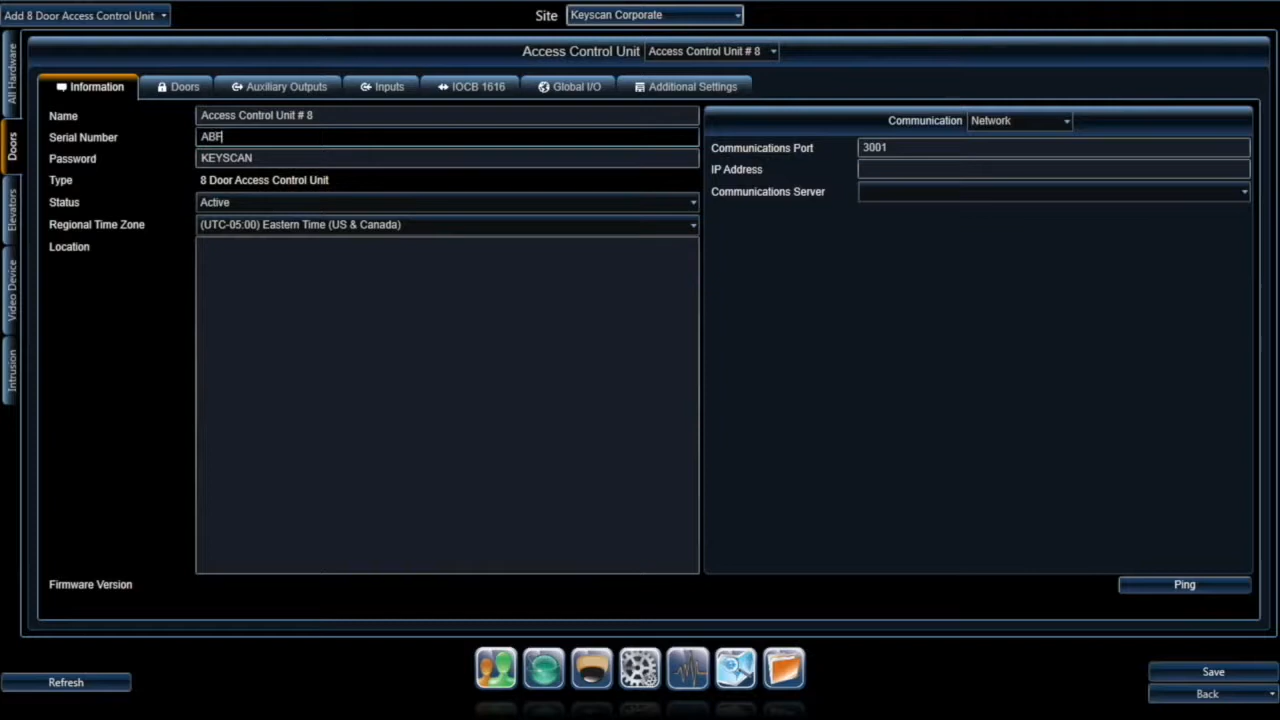 Add 8 Door Access Control Unit
Site Keyscan Corporate
Access Control Unit Access Control Unit # 8
All Hardware
Doors
Elevators
Video Device
Intrusion
Information Doors Auxiliary Outputs Inputs IOCB 1616 Global I/O Additional Settings
Name Access Control Unit # 8
Serial Number ABF
Password KEYSCAN
Type 8 Door Access Control Unit
Status Active
Regional Time Zone (UTC-05:00) Eastern Time (US & Canada)
Location
Firmware Version
Communication Network
Communications Port 3001
IP Address
Communications Server
Ping
Refresh
Save
Back